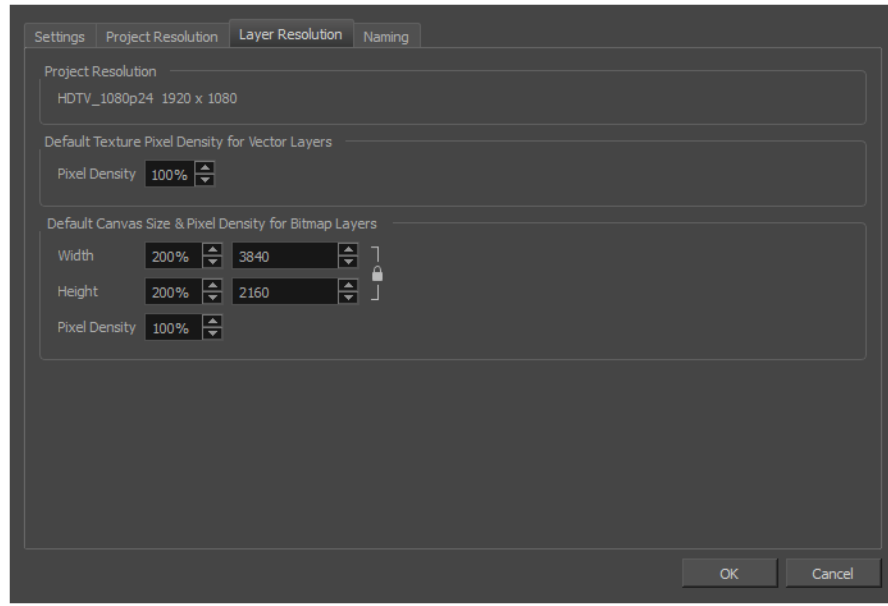 Settings Project Resolution Layer Resolution Naming
Project Resolution
HDTV_1080p24 1920 x 1080
Default Texture Pixel Density for Vector Layers
Pixel Density 100%
Default Canvas Size & Pixel Density for Bitmap Layers
Width 200% 3840
Height 200% 2160
Pixel Density 100%
OK Cancel